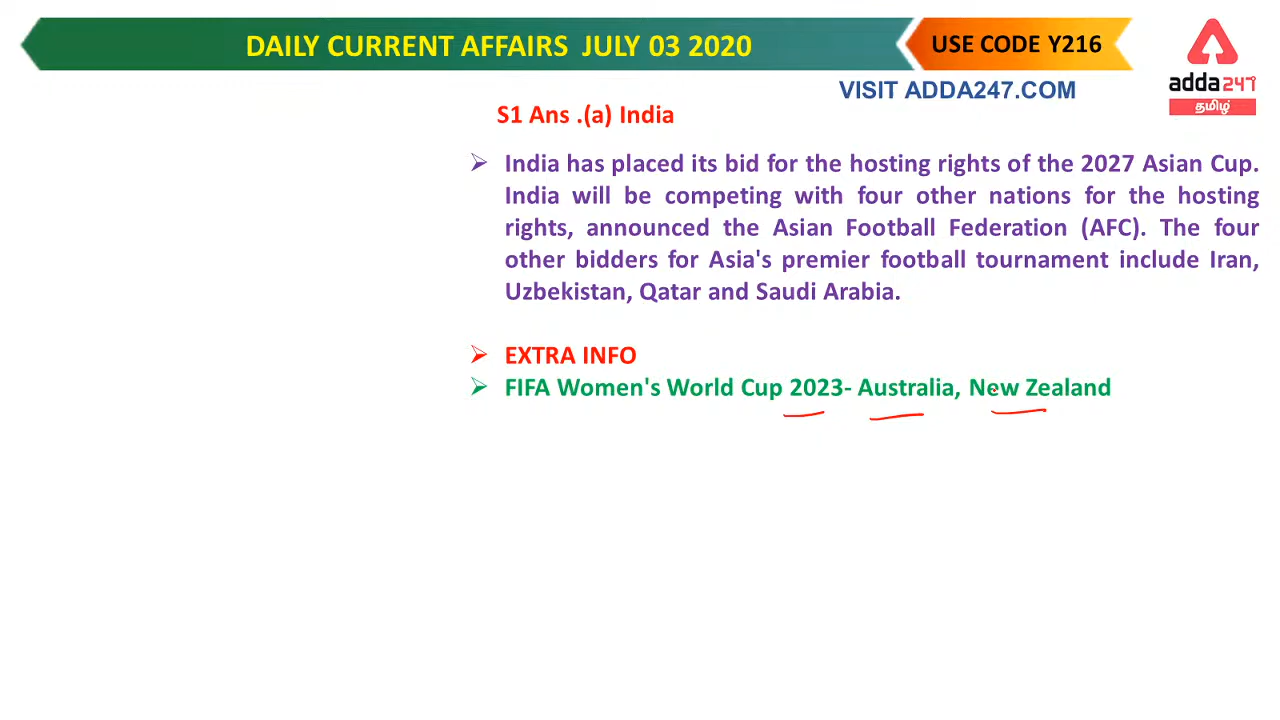 DAILY CURRENT AFFAIRS JULY 03 2020
USE CODE Y216
adda247
தமிழ்
VISIT ADDA247.COM
S1 Ans .(a) India
India has placed its bid for the hosting rights of the 2027 Asian Cup.
India will be competing with four other nations for the hosting
rights, announced the Asian Football Federation (AFC). The four
other bidders for Asia's premier football tournament include Iran,
Uzbekistan, Qatar and Saudi Arabia.
EXTRA INFO
FIFA Women's World Cup 2023- Australia, New Zealand